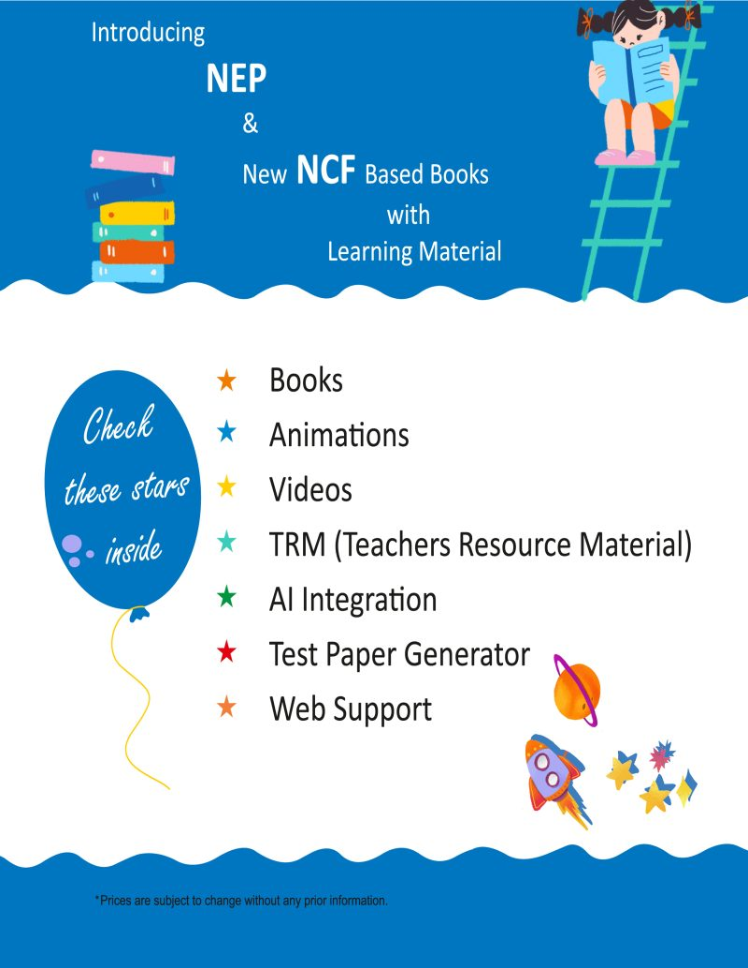 Introducing
NEP
&
New NCF Based Books
with
Learning Material
Check
these stars
inside
Books
Animations
Videos
TRM (Teachers Resource Material)
AI Integration
Test Paper Generator
Web Support
*Prices are subject to change without any prior information.